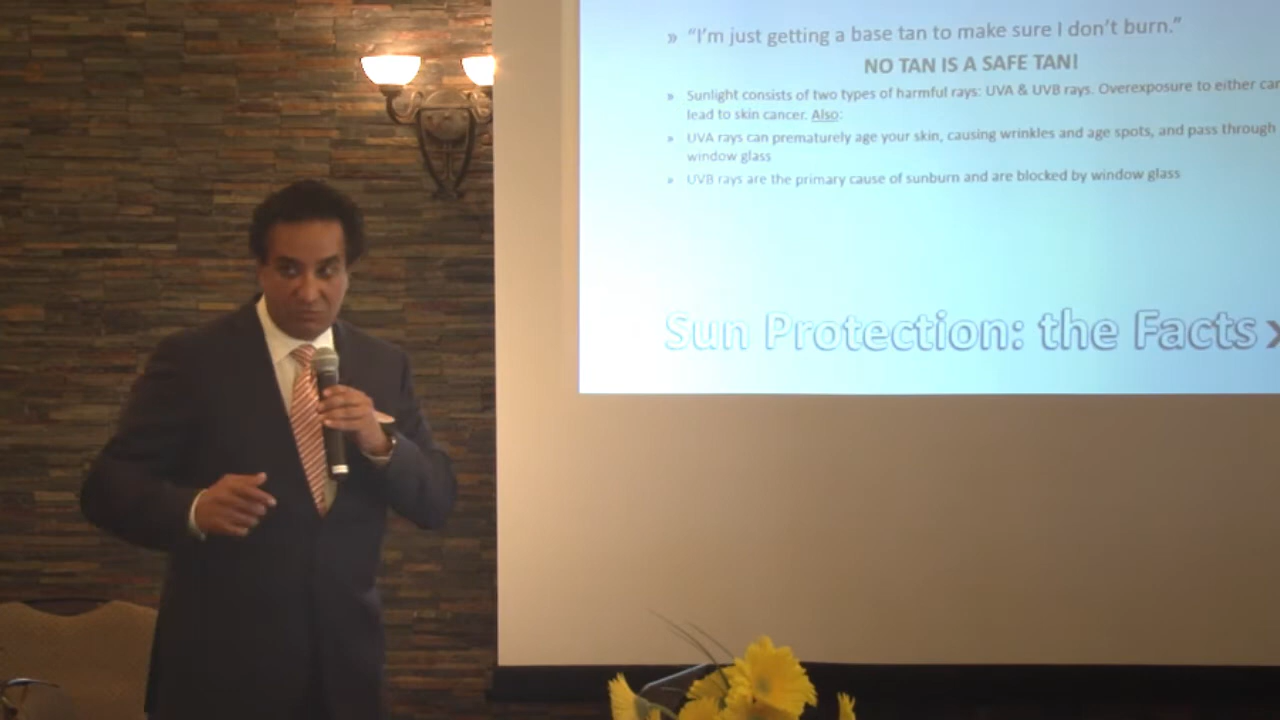 » “I’m just getting a base tan to make sure I don’t burn.”
NO TAN IS A SAFE TAN!
» Sunlight consists of two types of harmful rays: UVA & UVB rays. Overexposure to either can
lead to skin cancer. Also:
» UVA rays can prematurely age your skin, causing wrinkles and age spots, and pass through
window glass
» UVB rays are the primary cause of sunburn and are blocked by window glass
Sun Protection: the Facts